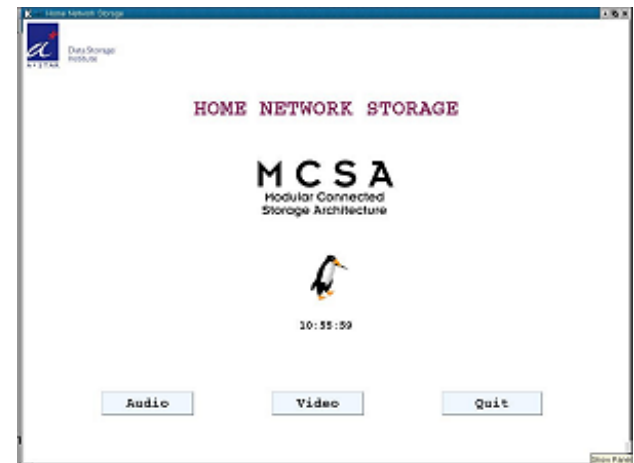 Home Network Storage
Data Storage
Institute
A*STAR
HOME NETWORK STORAGE
MCSA
Modular Connected
Storage Architecture
10:55:59
Audio
Video
Quit
Show Panel